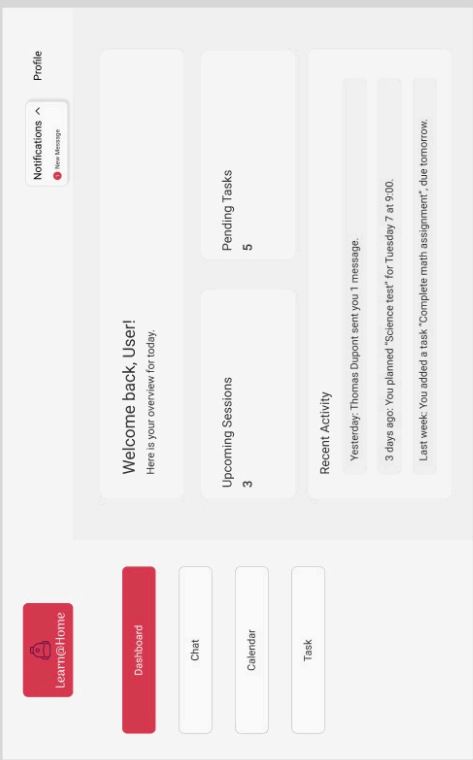 Learn@Home
Notifications
New Message
Profile
Dashboard
Chat
Calendar
Task
Welcome back, User!
Here is your overview for today.
Upcoming Sessions
3
Pending Tasks
5
Recent Activity
Yesterday: Thomas Dupont sent you 1 message.
3 days ago: You planned "Science test" for Tuesday 7 at 9:00.
Last week: You added a task "Complete math assignment", due tomorrow.